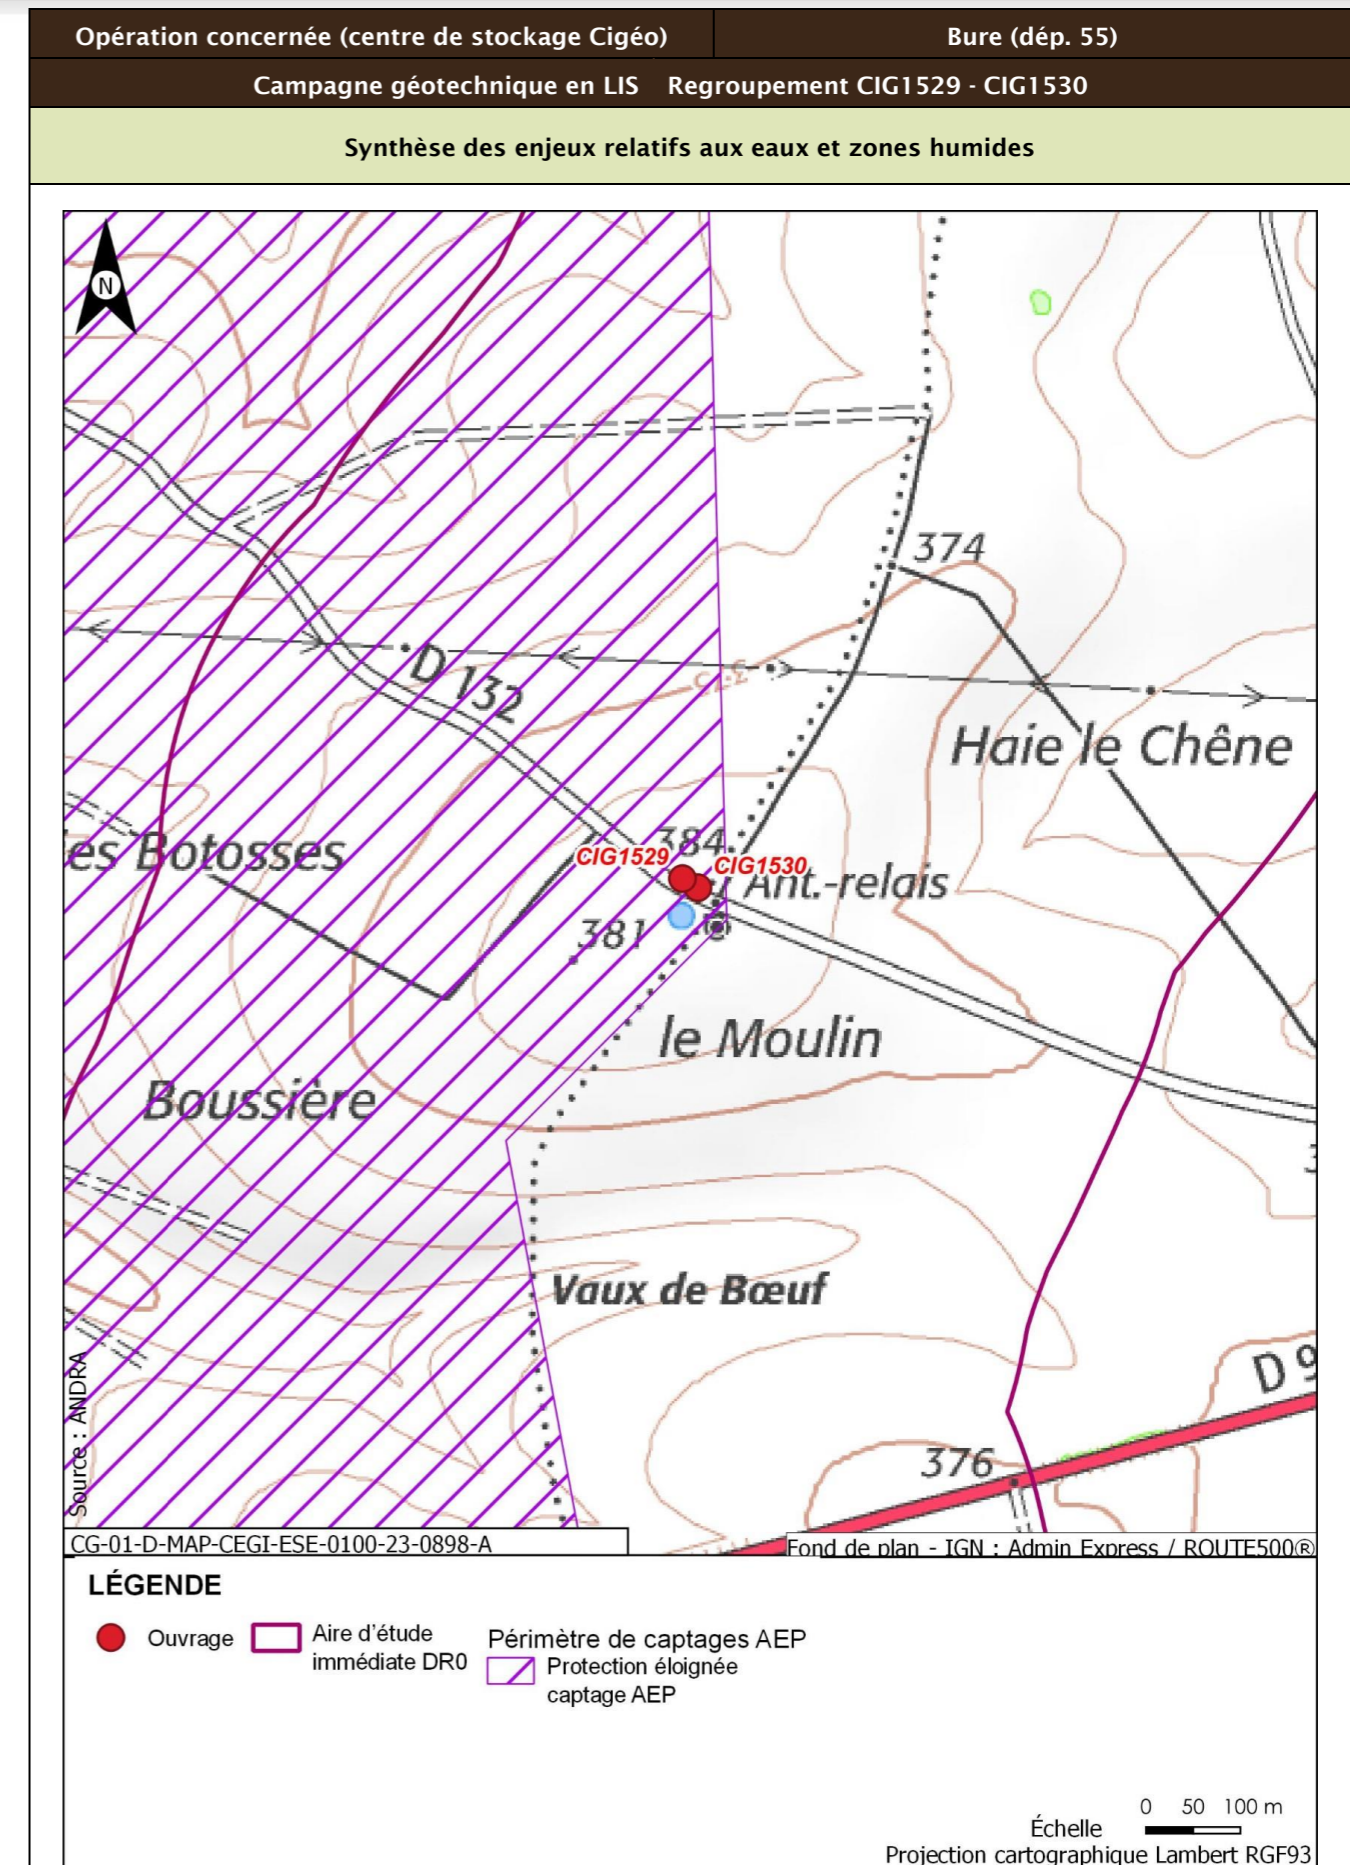 Opération concernée (centre de stockage Cigéo) Bure (dép. 55)
Campagne géotechnique en LIS Regroupement CIG1529 - CIG1530
Synthèse des enjeux relatifs aux eaux et zones humides
N
374
D 132
375
Haie le Chêne
384
es Botosses
CIG1529
CIG1530
Ant.-relais
381
le Moulin
Boussière
Vaux de Bœuf
D 9
376
Source : ANDRA
CG-01-D-MAP-CEGI-ESE-0100-23-0898-A
Fond de plan - IGN : Admin Express / ROUTE500®
LÉGENDE
Ouvrage
Aire d'étude
immédiate DR0
Périmètre de captages AEP
Protection éloignée
captage AEP
0 50 100 m
Échelle
Projection cartographique Lambert RGF93